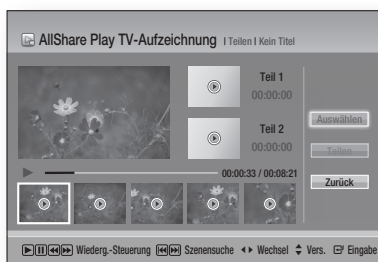 AllShare Play TV-Aufzeichnung | Teilen | Kein Titel
Teil 1
00:00:00
Teil 2
00:00:00
Auswählen
Teilen
Zurück
00:00:33 / 00:08:21
Wiederg.-Steuerung Szenensuche Wechsel Vers. Eingabe